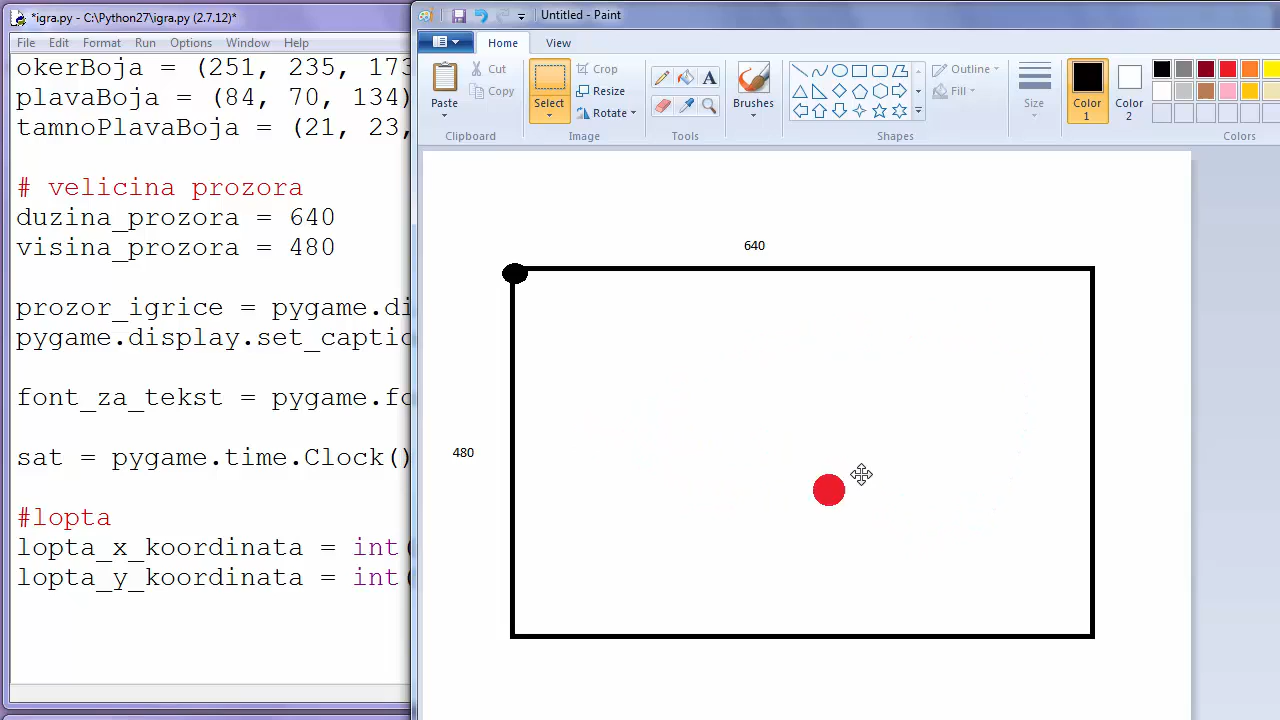 *igra.py - C:\Python27\igra.py (2.7.12)*
File Edit Format Run Options Window Help
okerBoja = (251, 235, 173
plavaBoja = (84, 70, 134)
tamnoPlavaBoja = (21, 23,
# velicina prozora
duzina_prozora = 640
visina_prozora = 480
prozor_igrice = pygame.di
pygame.display.set_captio
font_za_tekst = pygame.fo
sat = pygame.time.Clock()
#lopta
lopta_x_koordinata = int(
lopta_y_koordinata = int(
Untitled - Paint
Home View
Paste
Cut
Copy
Clipboard
Select
Crop
Resize
Rotate
Image
A
Tools
Brushes
Outline
Fill
Shapes
Size
Color 1
Color 2
Colors
640
480